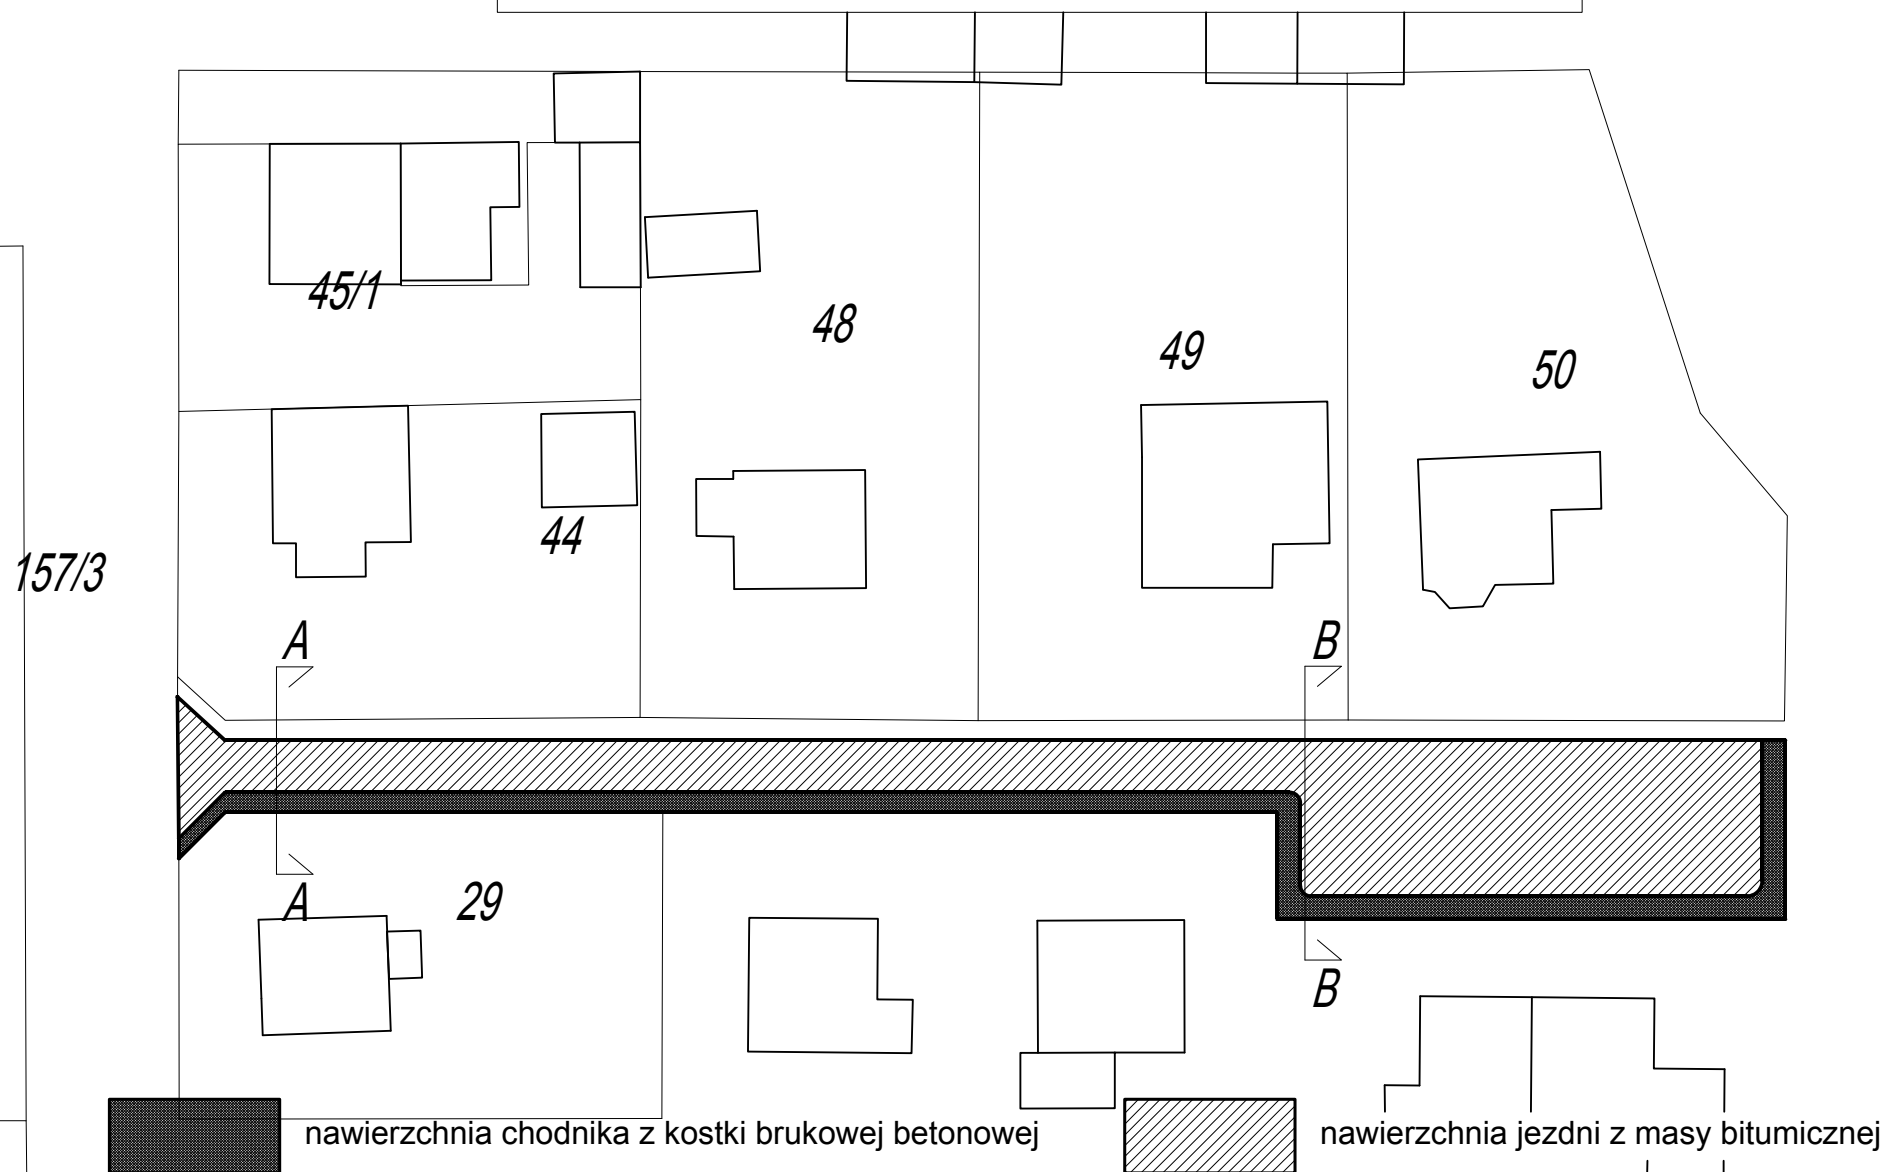 45/1
48
49
50
44
157/3
A
B
A
29
B
nawierzchnia chodnika z kostki brukowej betonowej
nawierzchnia jezdni z masy bitumicznej